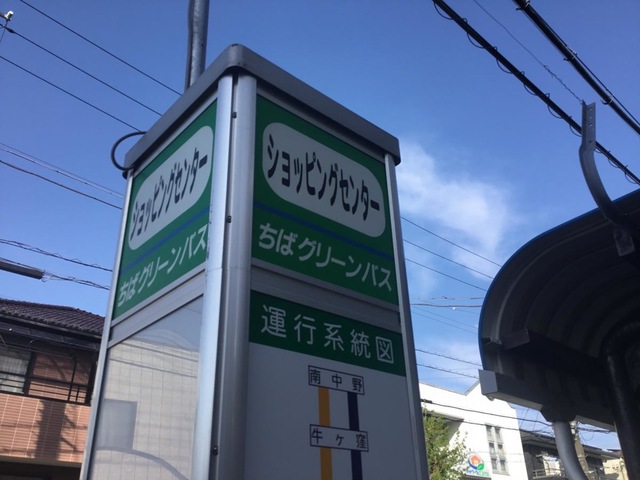 ショッピングセンター
ちばグリーンバス
ショッピングセンター
ちばグリーンバス
運行系統図
南中野
牛ヶ窪